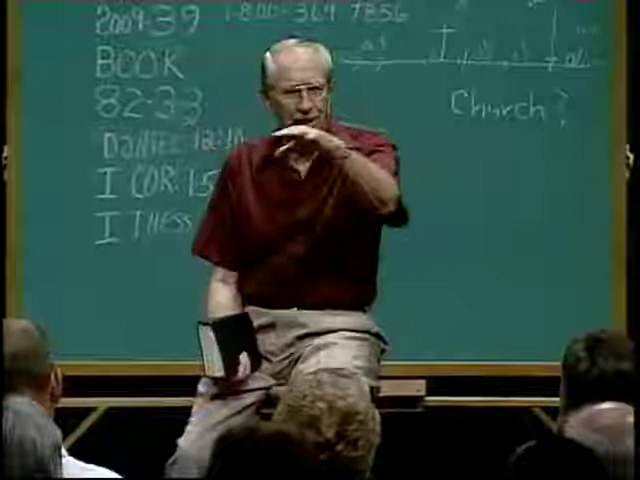 2009-39
1-800-369 7856
BOOK
82-33
DANIEL 12:10
I COR. 15
I THESS
Church?